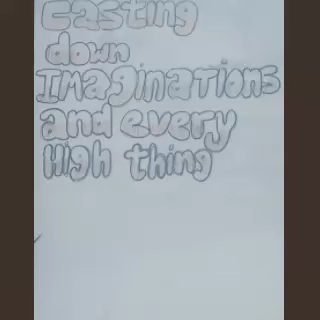 casting
down
ImaginaTions
and every
High thing